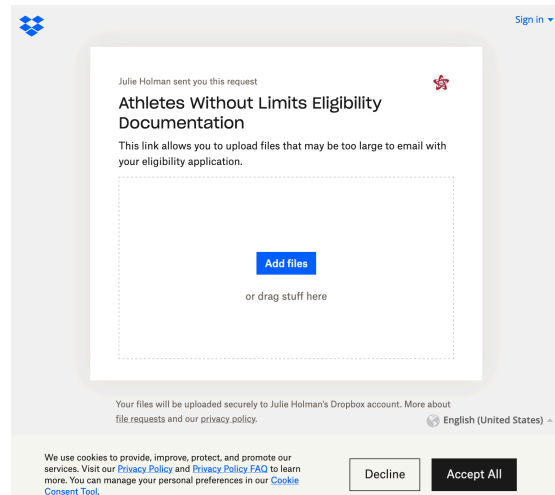 Sign in
Julie Holman sent you this request
Athletes Without Limits Eligibility
Documentation
This link allows you to upload files that may be too large to email with
your eligibility application.
Add files
or drag stuff here
Your files will be uploaded securely to Julie Holman's Dropbox account. More about
file requests and our privacy policy.
English (United States)
We use cookies to provide, improve, protect, and promote our
services. Visit our Privacy Policy and Privacy Policy FAQ to learn
more. You can manage your personal preferences in our Cookie
Consent Tool.
Decline
Accept All